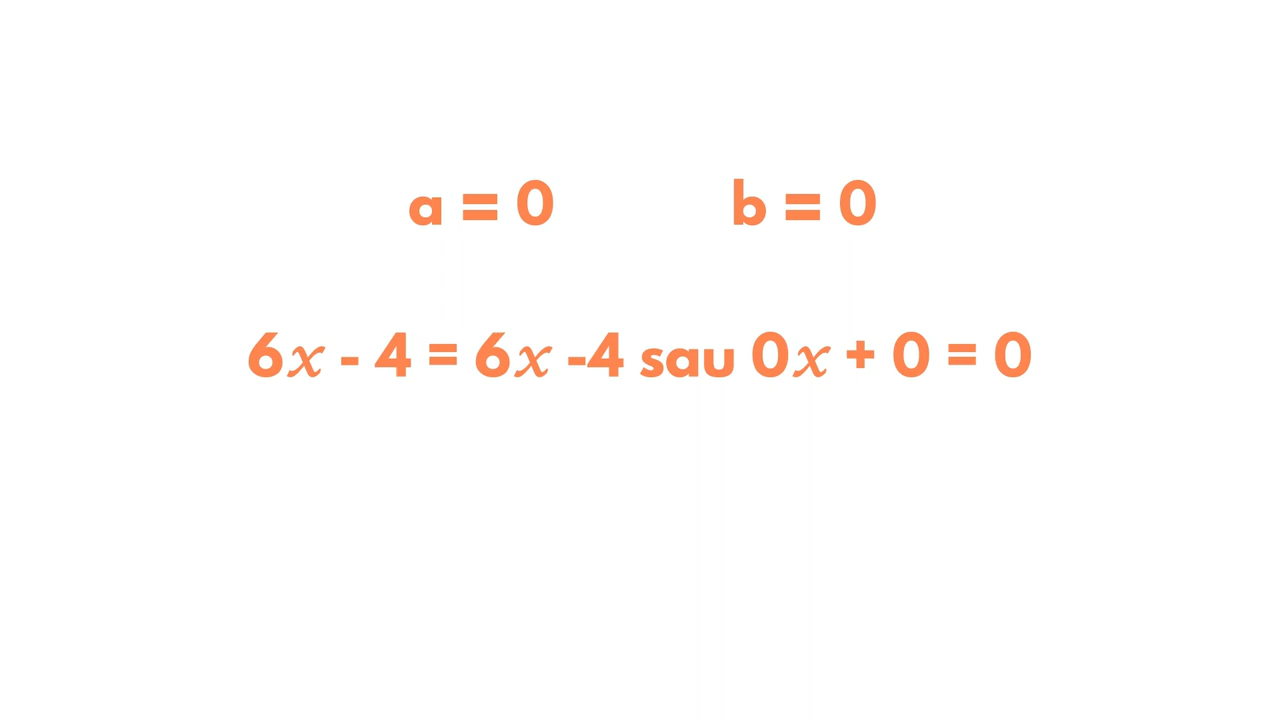 a = 0 b = 0
6x - 4 = 6x -4 sau 0x + 0 = 0